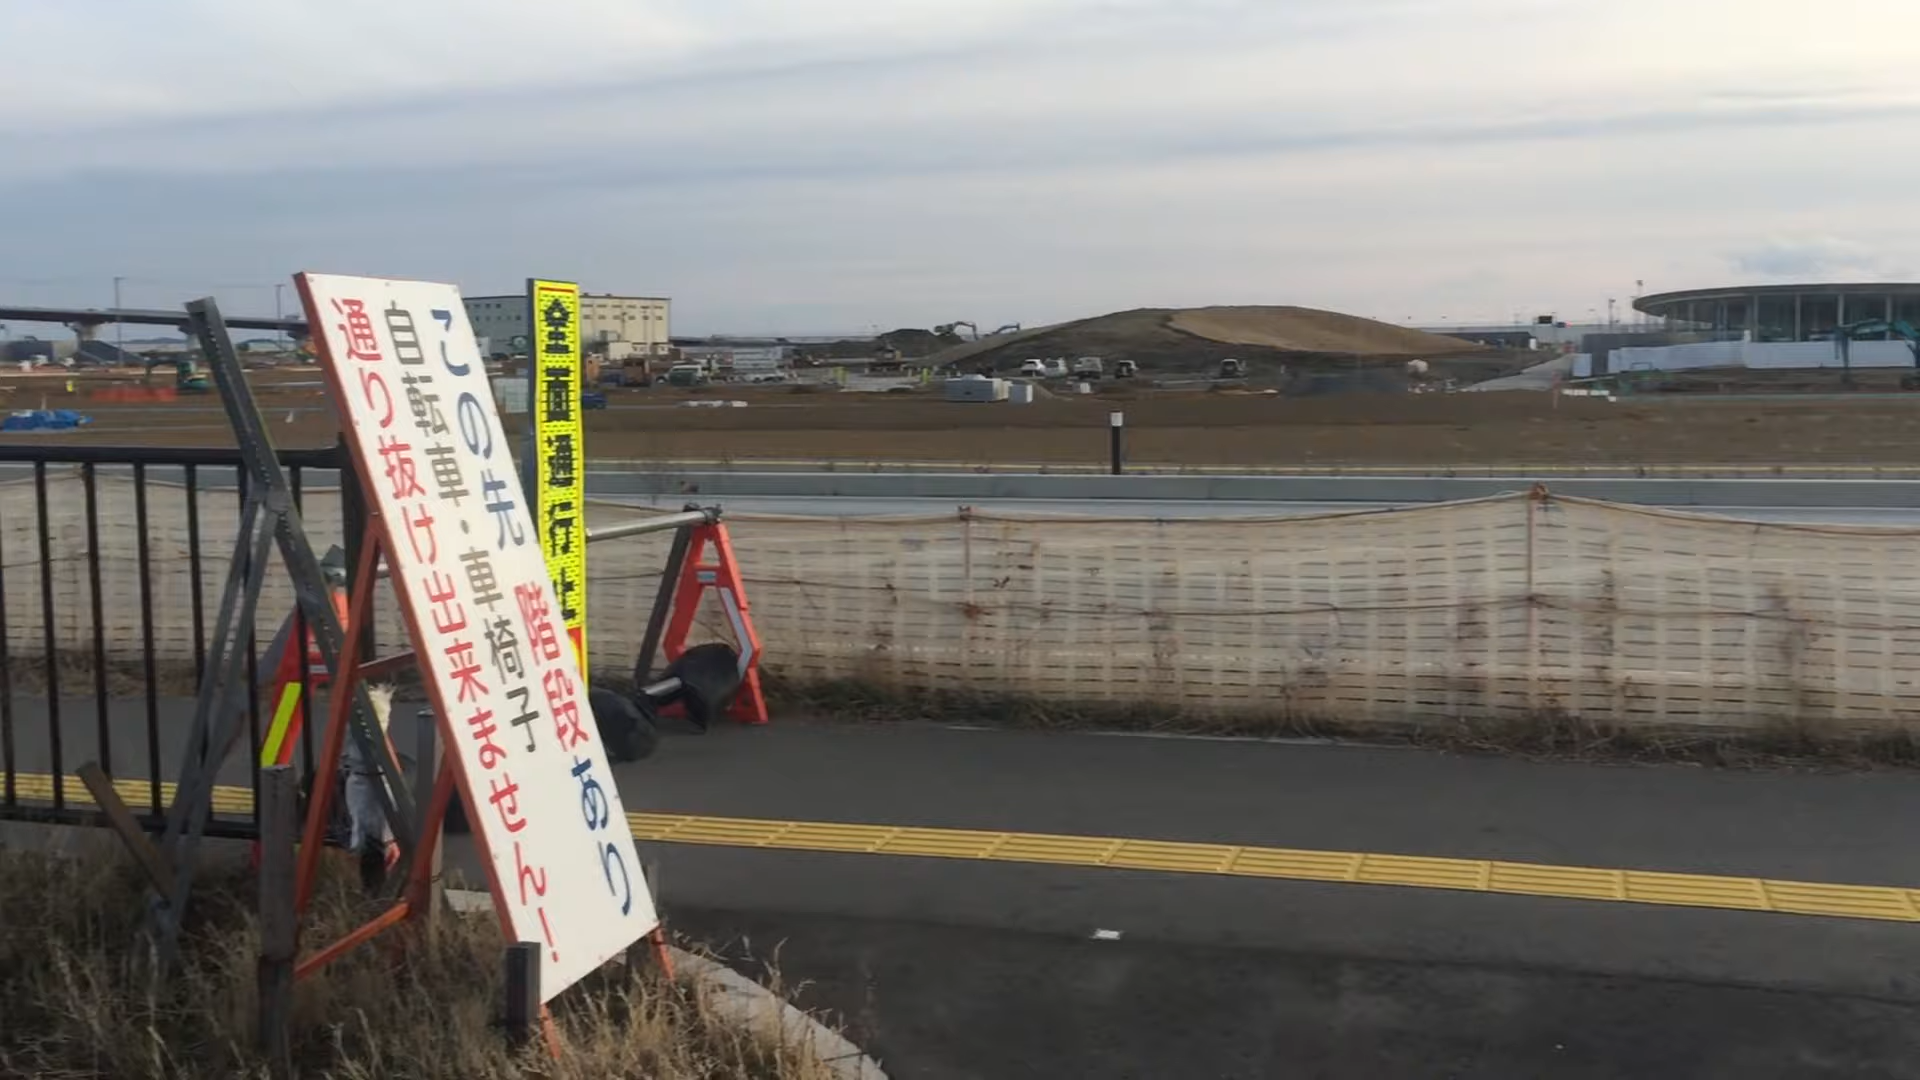 この先 階段あり
自転車・車椅子
通り抜け出来ません!
全面通行止